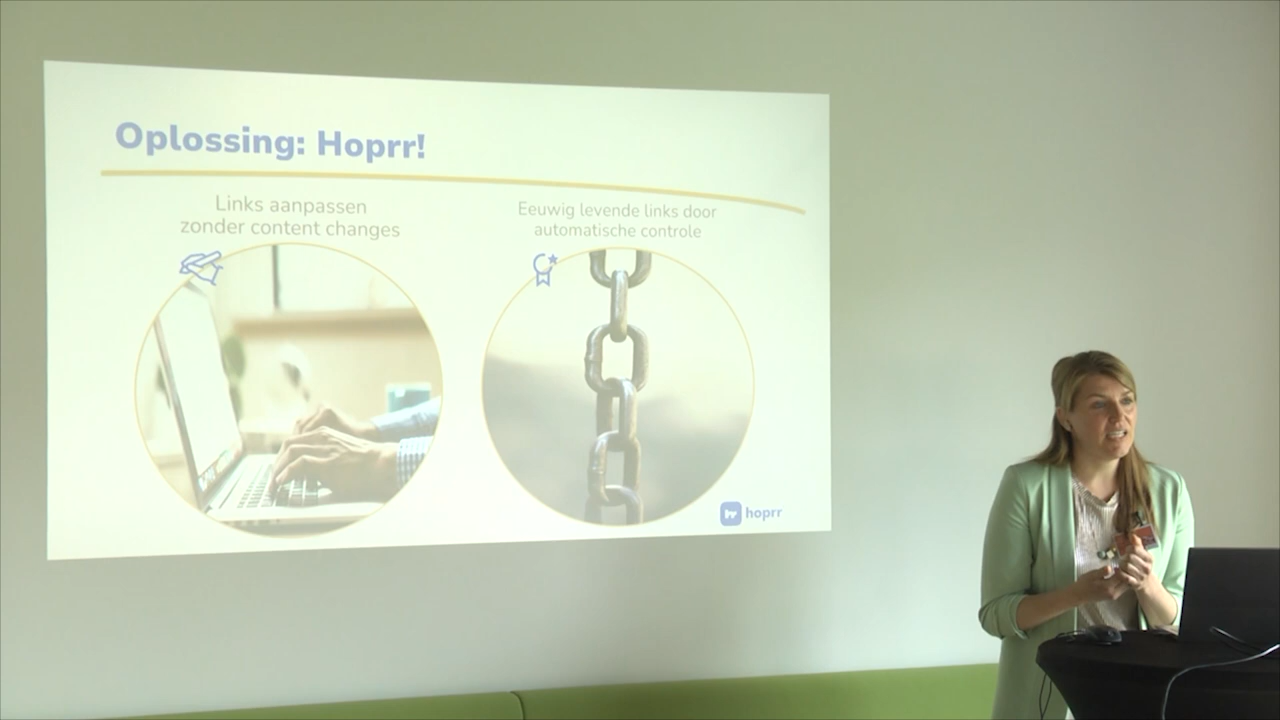 Oplossing: Hoprr!
Links aanpassen
zonder content changes
Eeuwig levende links door
automatische controle
hoprr